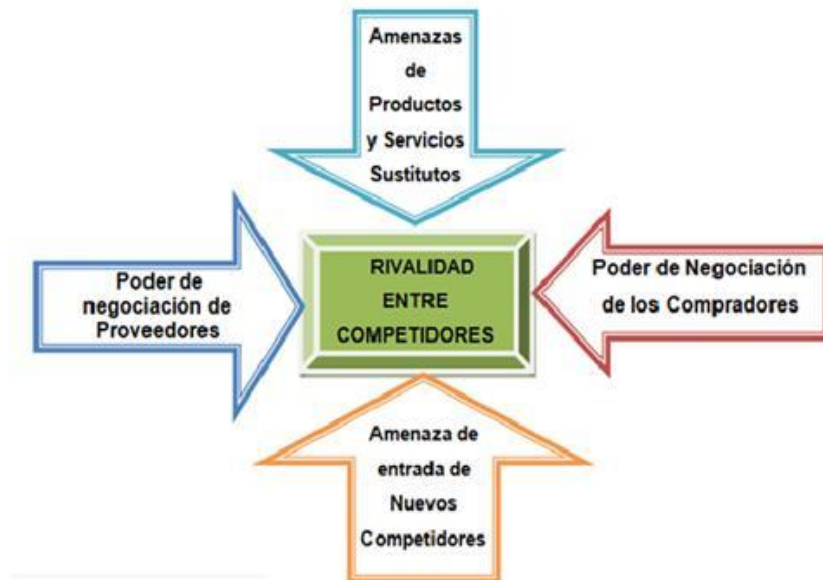 Amenazas
de
Productos
y Servicios
Sustitutos
Poder de
negociación de
Proveedores
RIVALIDAD
ENTRE
COMPETIDORES
Poder de Negociación
de los Compradores
Amenaza de
entrada de
Nuevos
Competidores